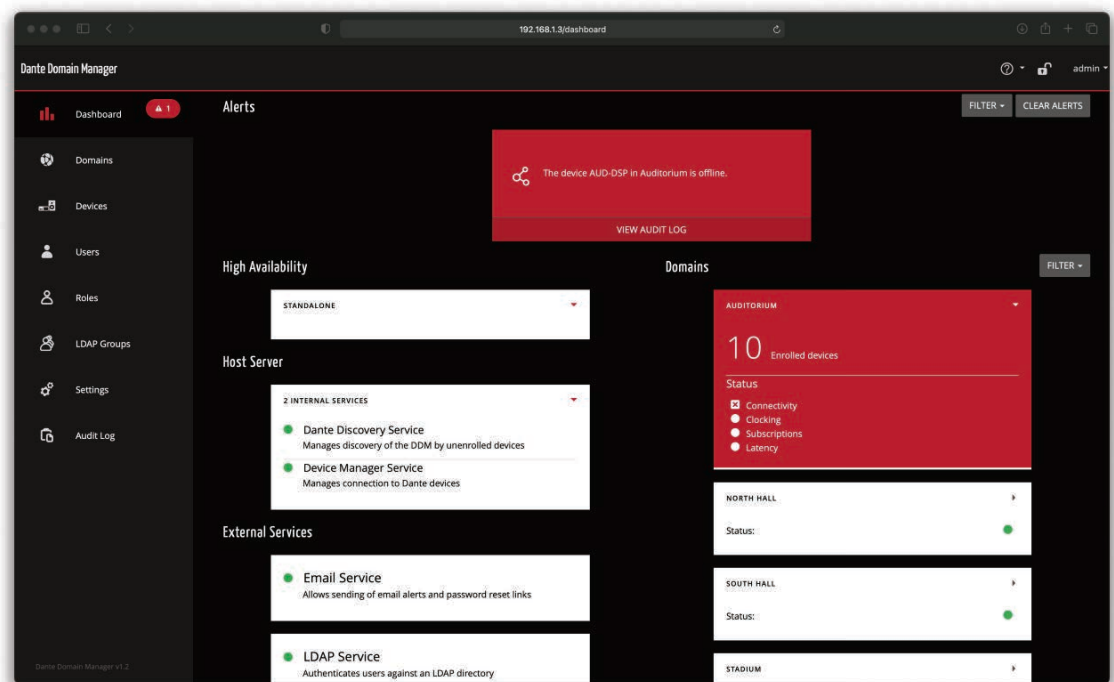 192.168.1.3/dashboard
Dante Domain Manager
admin
Dashboard
1
Domains
Devices
Users
Roles
LDAP Groups
Settings
Audit Log
Dante Domain Manager v1.2
Alerts
FILTER
CLEAR ALERTS
The device AUD-DSP in Auditorium is offline.
VIEW AUDIT LOG
High Availability
STANDALONE
Host Server
2 INTERNAL SERVICES
Dante Discovery Service
Manages discovery of the DDM by unenrolled devices
Device Manager Service
Manages connection to Dante devices
External Services
Email Service
Allows sending of email alerts and password reset links
LDAP Service
Authenticates users against an LDAP directory
Domains
FILTER
AUDITORIUM
10 Enrolled devices
Status
Connectivity
Clocking
Subscriptions
Latency
NORTH HALL
Status:
SOUTH HALL
Status:
STADIUM